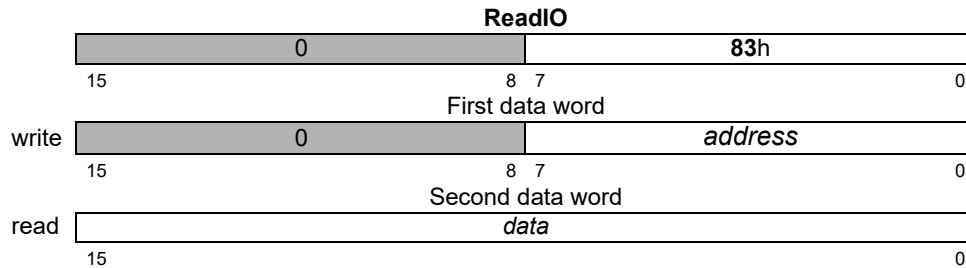 ReadIO
0 83h
15 8 7 0
First data word
write 0 address
15 8 7 0
Second data word
read data
15 0